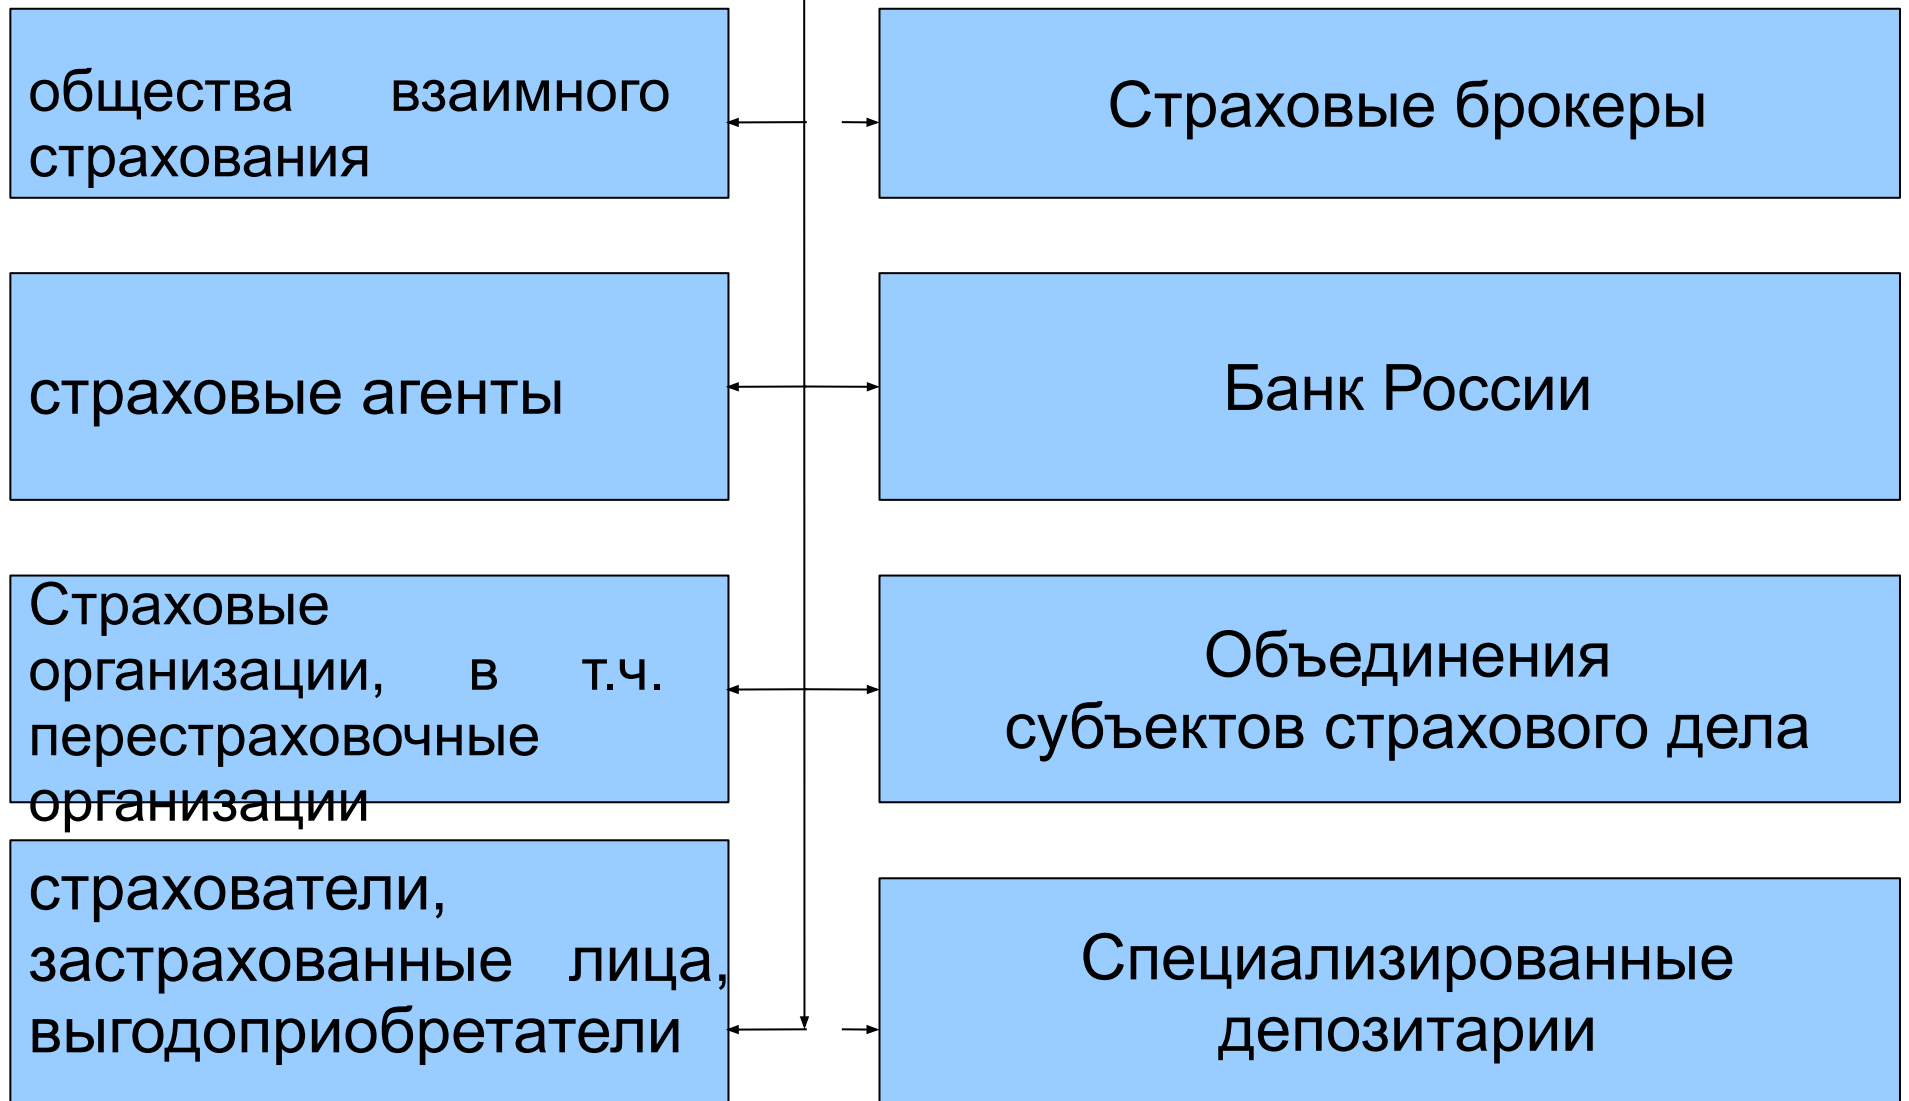 общества взаимного
страхования
Страховые брокеры
страховые агенты
Банк России
Страховые
организации, в т.ч.
перестраховочные
организации
Объединения
субъектов страхового дела
страхователи,
застрахованные лица,
выгодоприобретатели
Специализированные
депозитарии